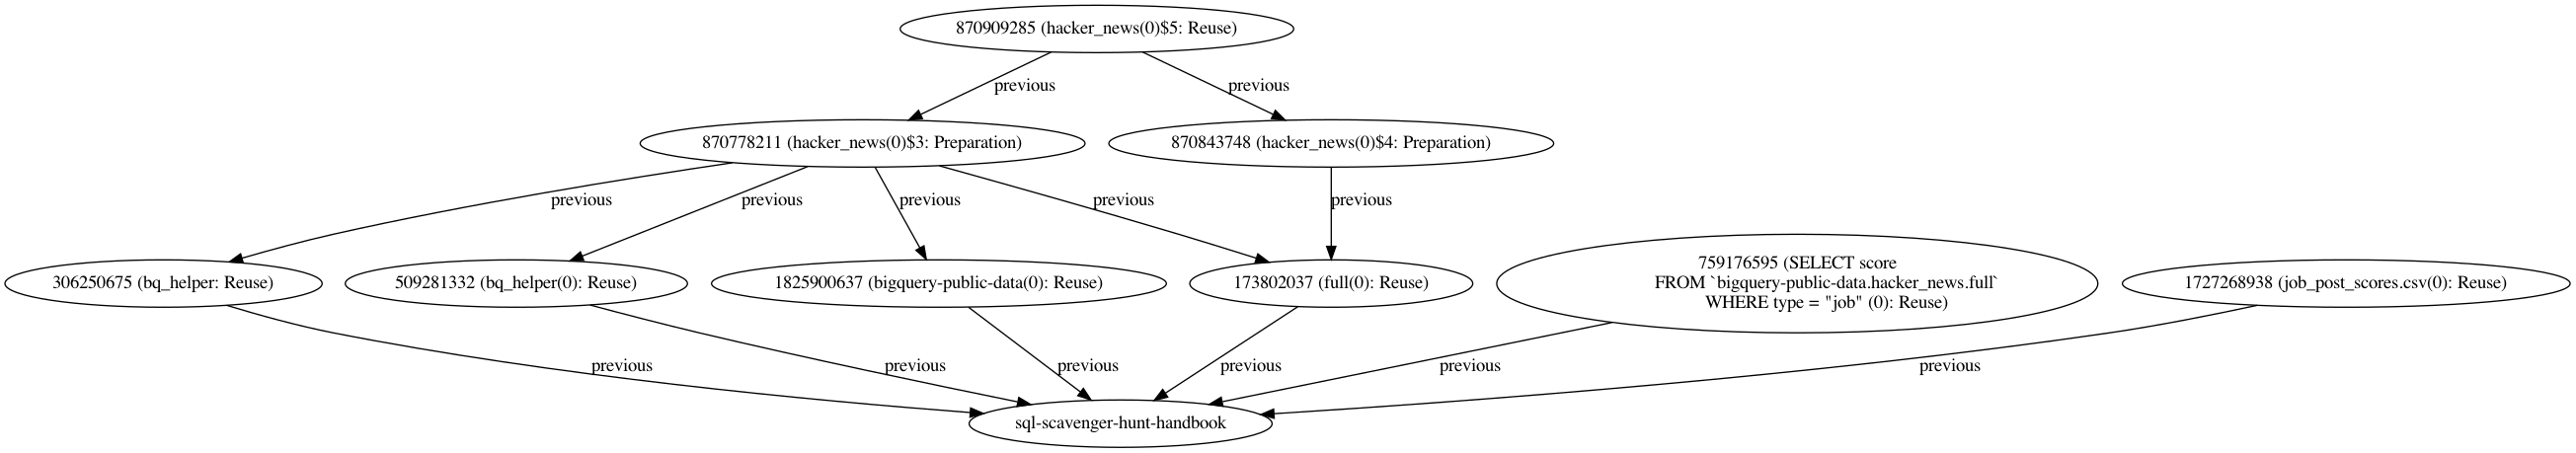 870909285 (hacker_news(0)$5: Reuse)
previous
previous
870778211 (hacker_news(0)$3: Preparation)
870843748 (hacker_news(0)$4: Preparation)
previous
previous
previous
previous
previous
306250675 (bq_helper: Reuse)
509281332 (bq_helper(0): Reuse)
1825900637 (bigquery-public-data(0): Reuse)
173802037 (full(0): Reuse)
759176595 (SELECT score
FROM `bigquery-public-data.hacker_news.full`
WHERE type = "job" (0): Reuse)
1727268938 (job_post_scores.csv(0): Reuse)
previous
previous
previous
previous
previous
previous
sql-scavenger-hunt-handbook